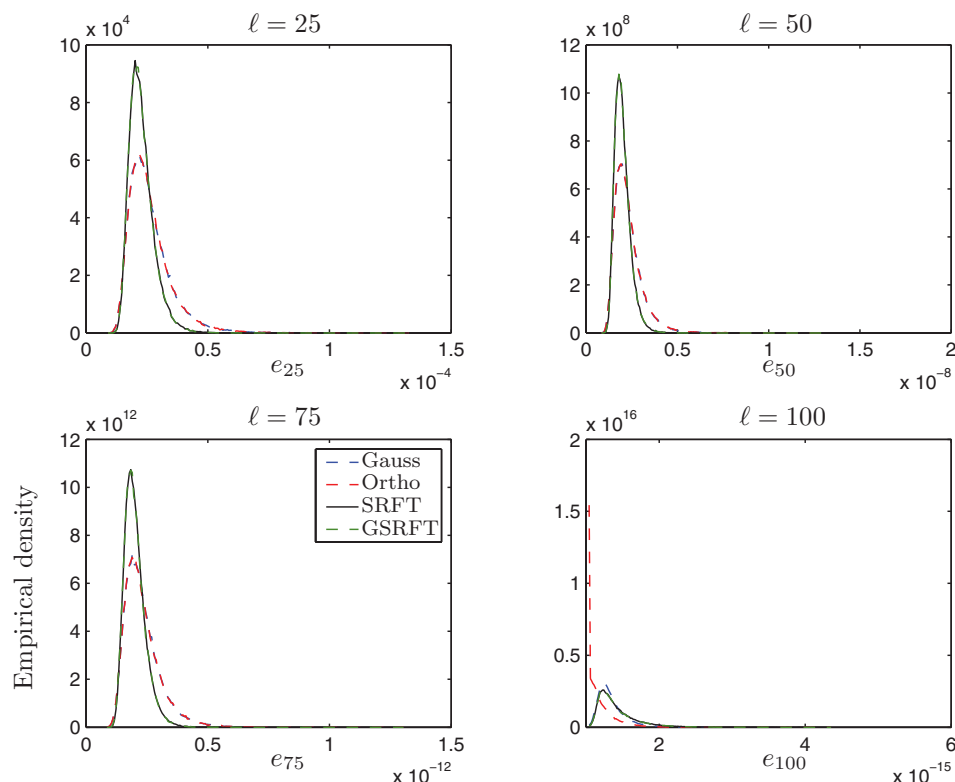 x 10⁴
ℓ = 25
10
8
6
4
2
0
0
0.5
1
1.5
e₂₅
x 10⁻⁴
x 10⁸
ℓ = 50
12
10
8
6
4
2
0
0
0.5
1
1.5
2
e₅₀
x 10⁻⁸
x 10¹²
ℓ = 75
12
10
8
6
4
2
0
Gauss
Ortho
SRFT
GSRFT
Empirical density
0
0.5
1
1.5
e₇₅
x 10⁻¹²
x 10¹⁶
ℓ = 100
2
1.5
1
0.5
0
2
4
6
e₁₀₀
x 10⁻¹⁵